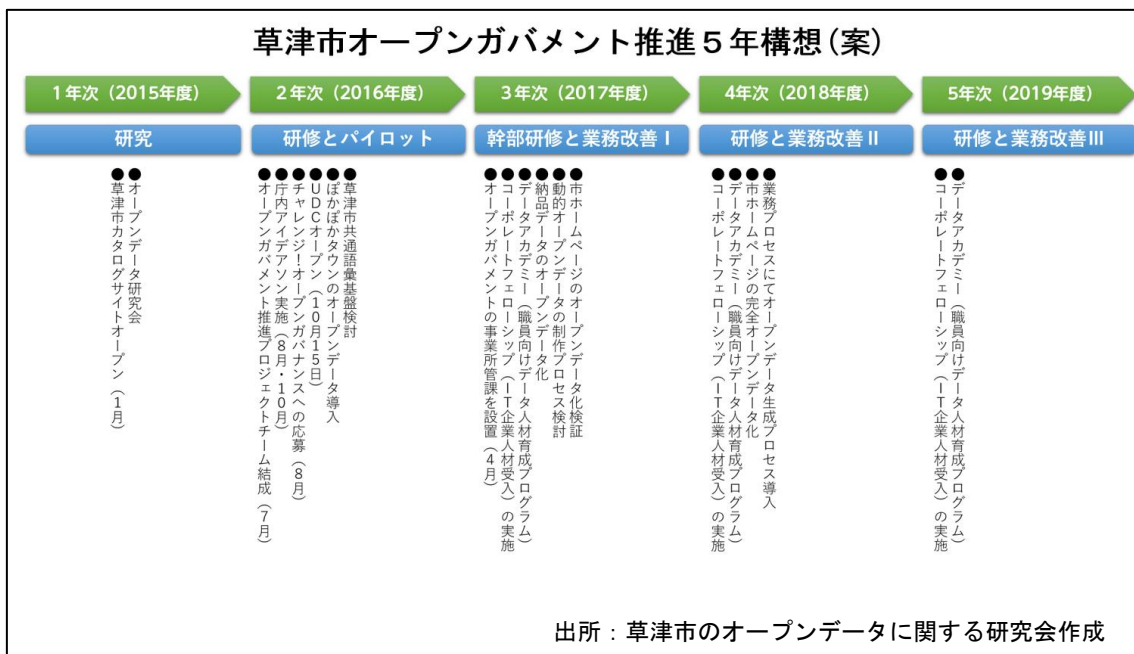 草津市オープンガバメント推進5年構想(案)
1年次(2015年度)
2年次(2016年度)
3年次(2017年度)
4年次(2018年度)
5年次(2019年度)
研究
研修とパイロット
幹部研修と業務改善Ⅰ
研修と業務改善Ⅱ
研修と業務改善Ⅲ
●オープンデータ研究会
●草津市カタログサイトオープン(1月)
●草津市共通語彙基盤検討
●ぽかぽかタウンのオープンデータ導入
●UDCオープン(10月15日)
●チャレンジ!オープンガバナンスへの応募(8月)
●庁内アイデアソン実施(8月・10月)
●オープンガバメント推進プロジェクトチーム結成(7月)
●市ホームページのオープンデータ化検証
●動的オープンデータの制作プロセス検討
●納品データのオープンデータ化
●データアカデミー(職員向けデータ人材育成プログラム)
●コーポレートフェローシップ(IT企業人材受入)の実施
●オープンガバメントの事業所管課を設置(4月)
●業務プロセスにてオープンデータ生成プロセス導入
●市ホームページの完全オープンデータ化
●データアカデミー(職員向けデータ人材育成プログラム)
●コーポレートフェローシップ(IT企業人材受入)の実施
●データアカデミー(職員向けデータ人材育成プログラム)
●コーポレートフェローシップ(IT企業人材受入)の実施
出所:草津市のオープンデータに関する研究会作成